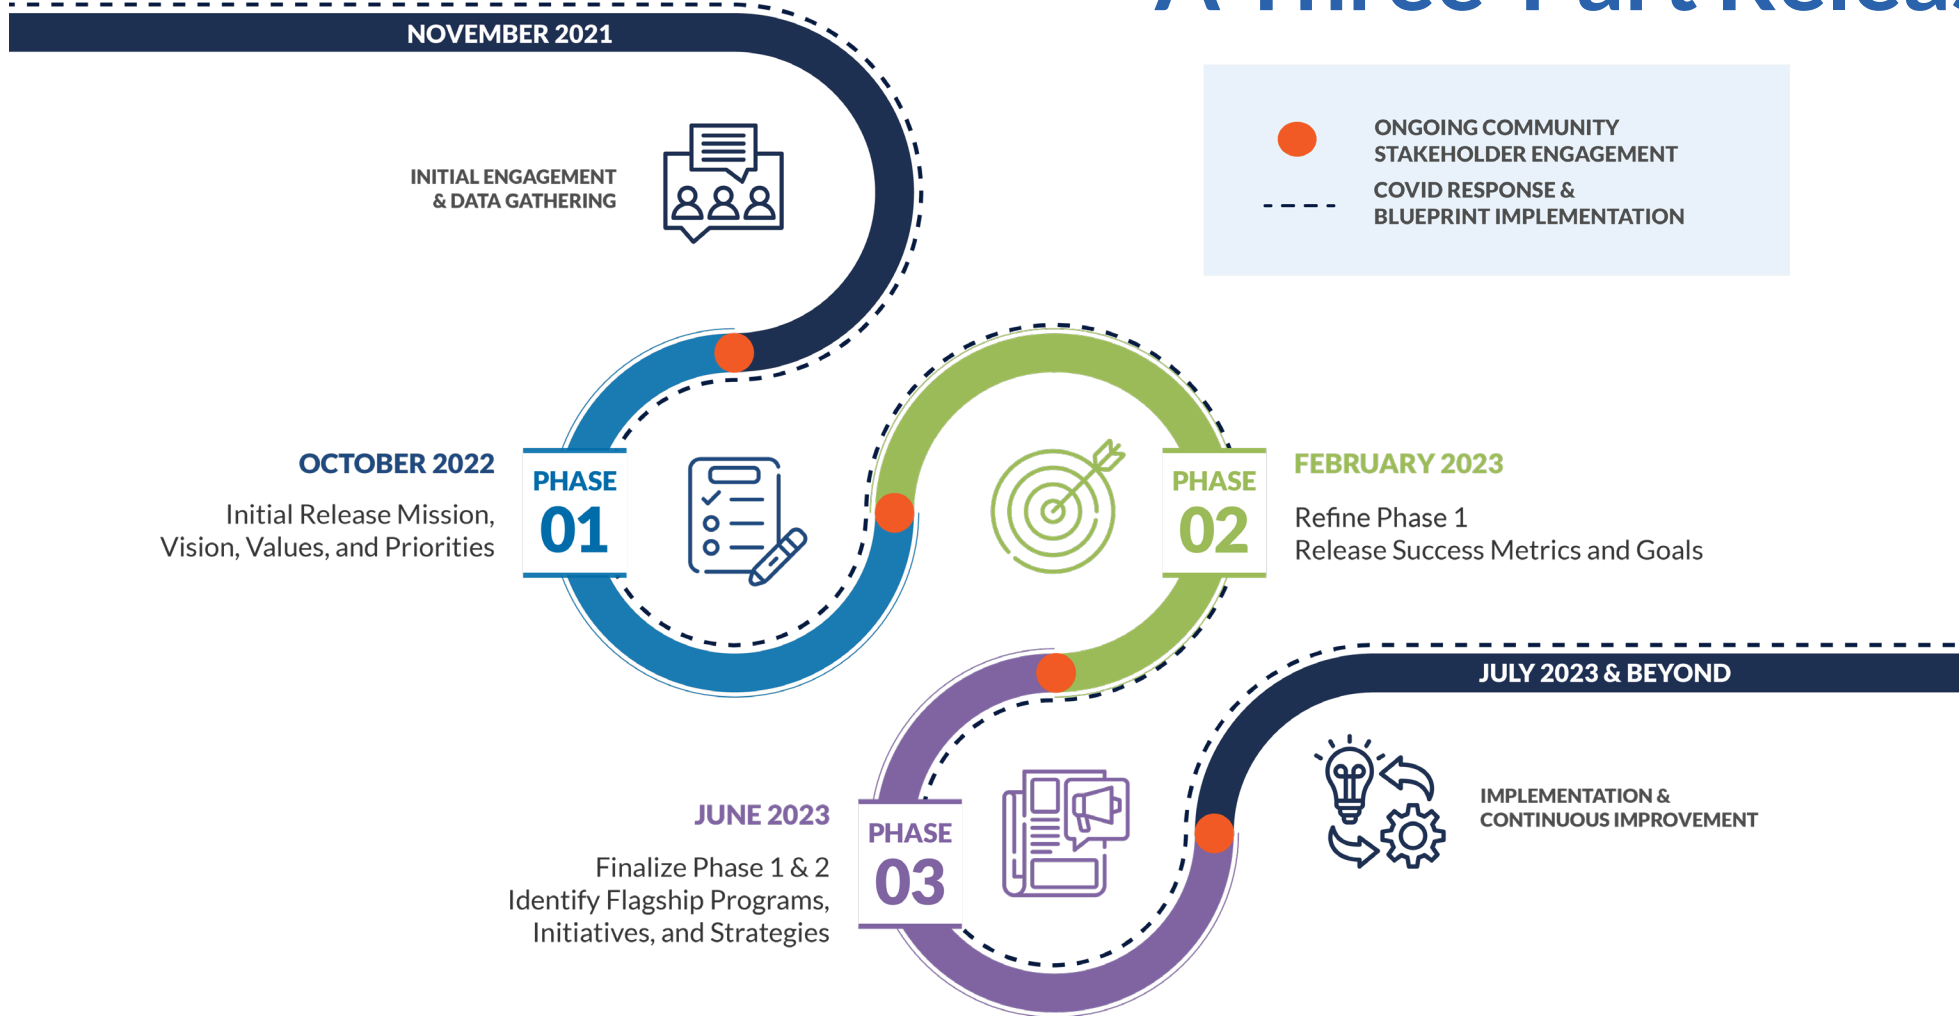 A Three-Part Releas
NOVEMBER 2021
INITIAL ENGAGEMENT
& DATA GATHERING
ONGOING COMMUNITY
STAKEHOLDER ENGAGEMENT
COVID RESPONSE &
BLUEPRINT IMPLEMENTATION
OCTOBER 2022
Initial Release Mission,
Vision, Values, and Priorities
PHASE
01
PHASE
02
FEBRUARY 2023
Refine Phase 1
Release Success Metrics and Goals
JULY 2023 & BEYOND
IMPLEMENTATION &
CONTINUOUS IMPROVEMENT
JUNE 2023
Finalize Phase 1 & 2
Identify Flagship Programs,
Initiatives, and Strategies
PHASE
03